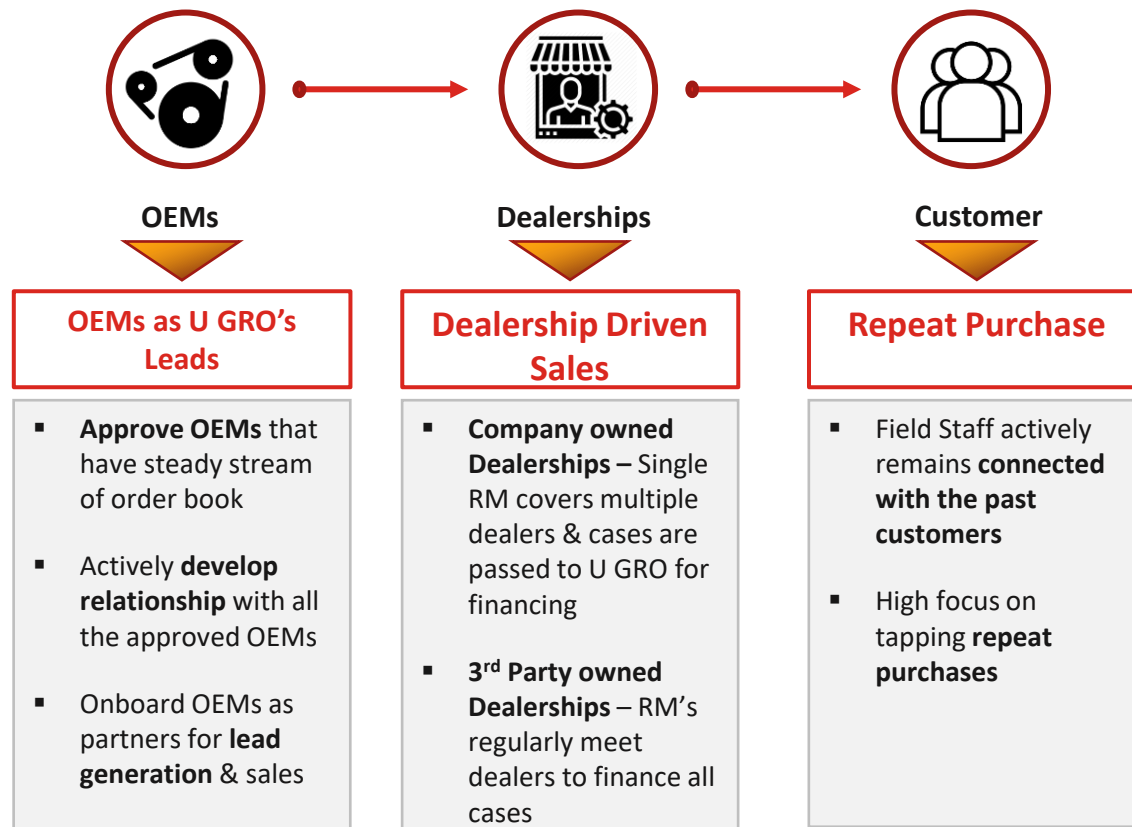 OEMs
Dealerships
Customer
OEMs as U GRO’s
Leads
▪ Approve OEMs that
have steady stream
of order book
▪ Actively develop
relationship with all
the approved OEMs
▪ Onboard OEMs as
partners for lead
generation & sales
Dealership Driven
Sales
▪ Company owned
Dealerships – Single
RM covers multiple
dealers & cases are
passed to U GRO for
financing
▪ 3rd Party owned
Dealerships – RM’s
regularly meet
dealers to finance all
cases
Repeat Purchase
▪ Field Staff actively
remains connected
with the past
customers
▪ High focus on
tapping repeat
purchases